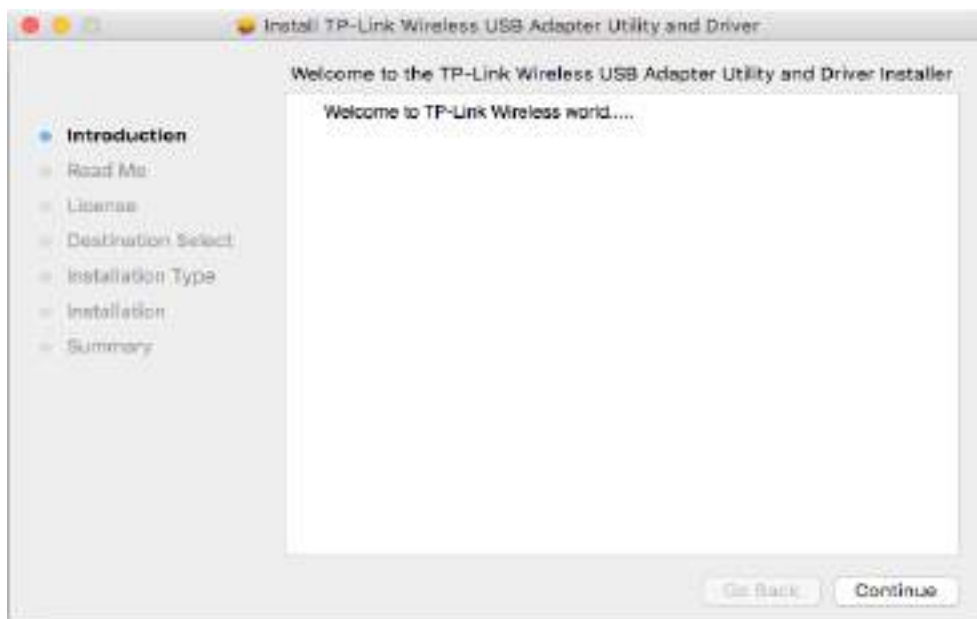 Install TP-Link Wireless USB Adapter Utility and Driver
Welcome to the TP-Link Wireless USB Adapter Utility and Driver Installer
Welcome to TP-Link Wireless world.....
Introduction
Read Me
License
Destination Select
Installation Type
Installation
Summary
Go Back
Continue